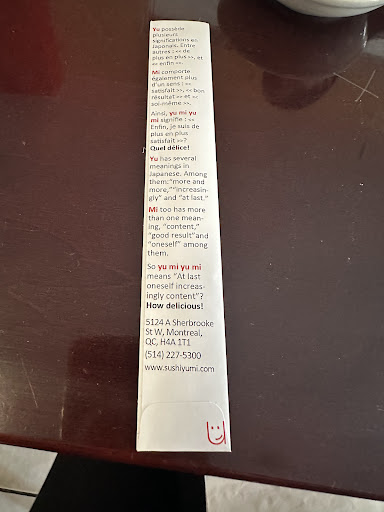 Yu possède
plusieurs
significations en
japonais. Entre
autres : << de
plus en plus >>, et
<< enfin >>.
Mi comporte
également plus
d'un sens : <<
satisfait >>, << bon
résultat >> et <<
soi-même >>.
Ainsi, yu mi yu
mi signifie : <<
Enfin, je suis de
plus en plus
satisfait >>?
Quel délice!
Yu has several
meanings in
Japanese. Among
them:"more and
more,""increasin-
gly" and "at last."
Mi too has more
than one mean-
ing, "content,"
"good result"and
"oneself" among
them.
So yu mi yu mi
means "At last
oneself increas-
ingly content"?
How delicious!
5124 A Sherbrooke
St W, Montreal,
QC, H4A 1T1
(514) 227-5300
www.sushiyumi.com